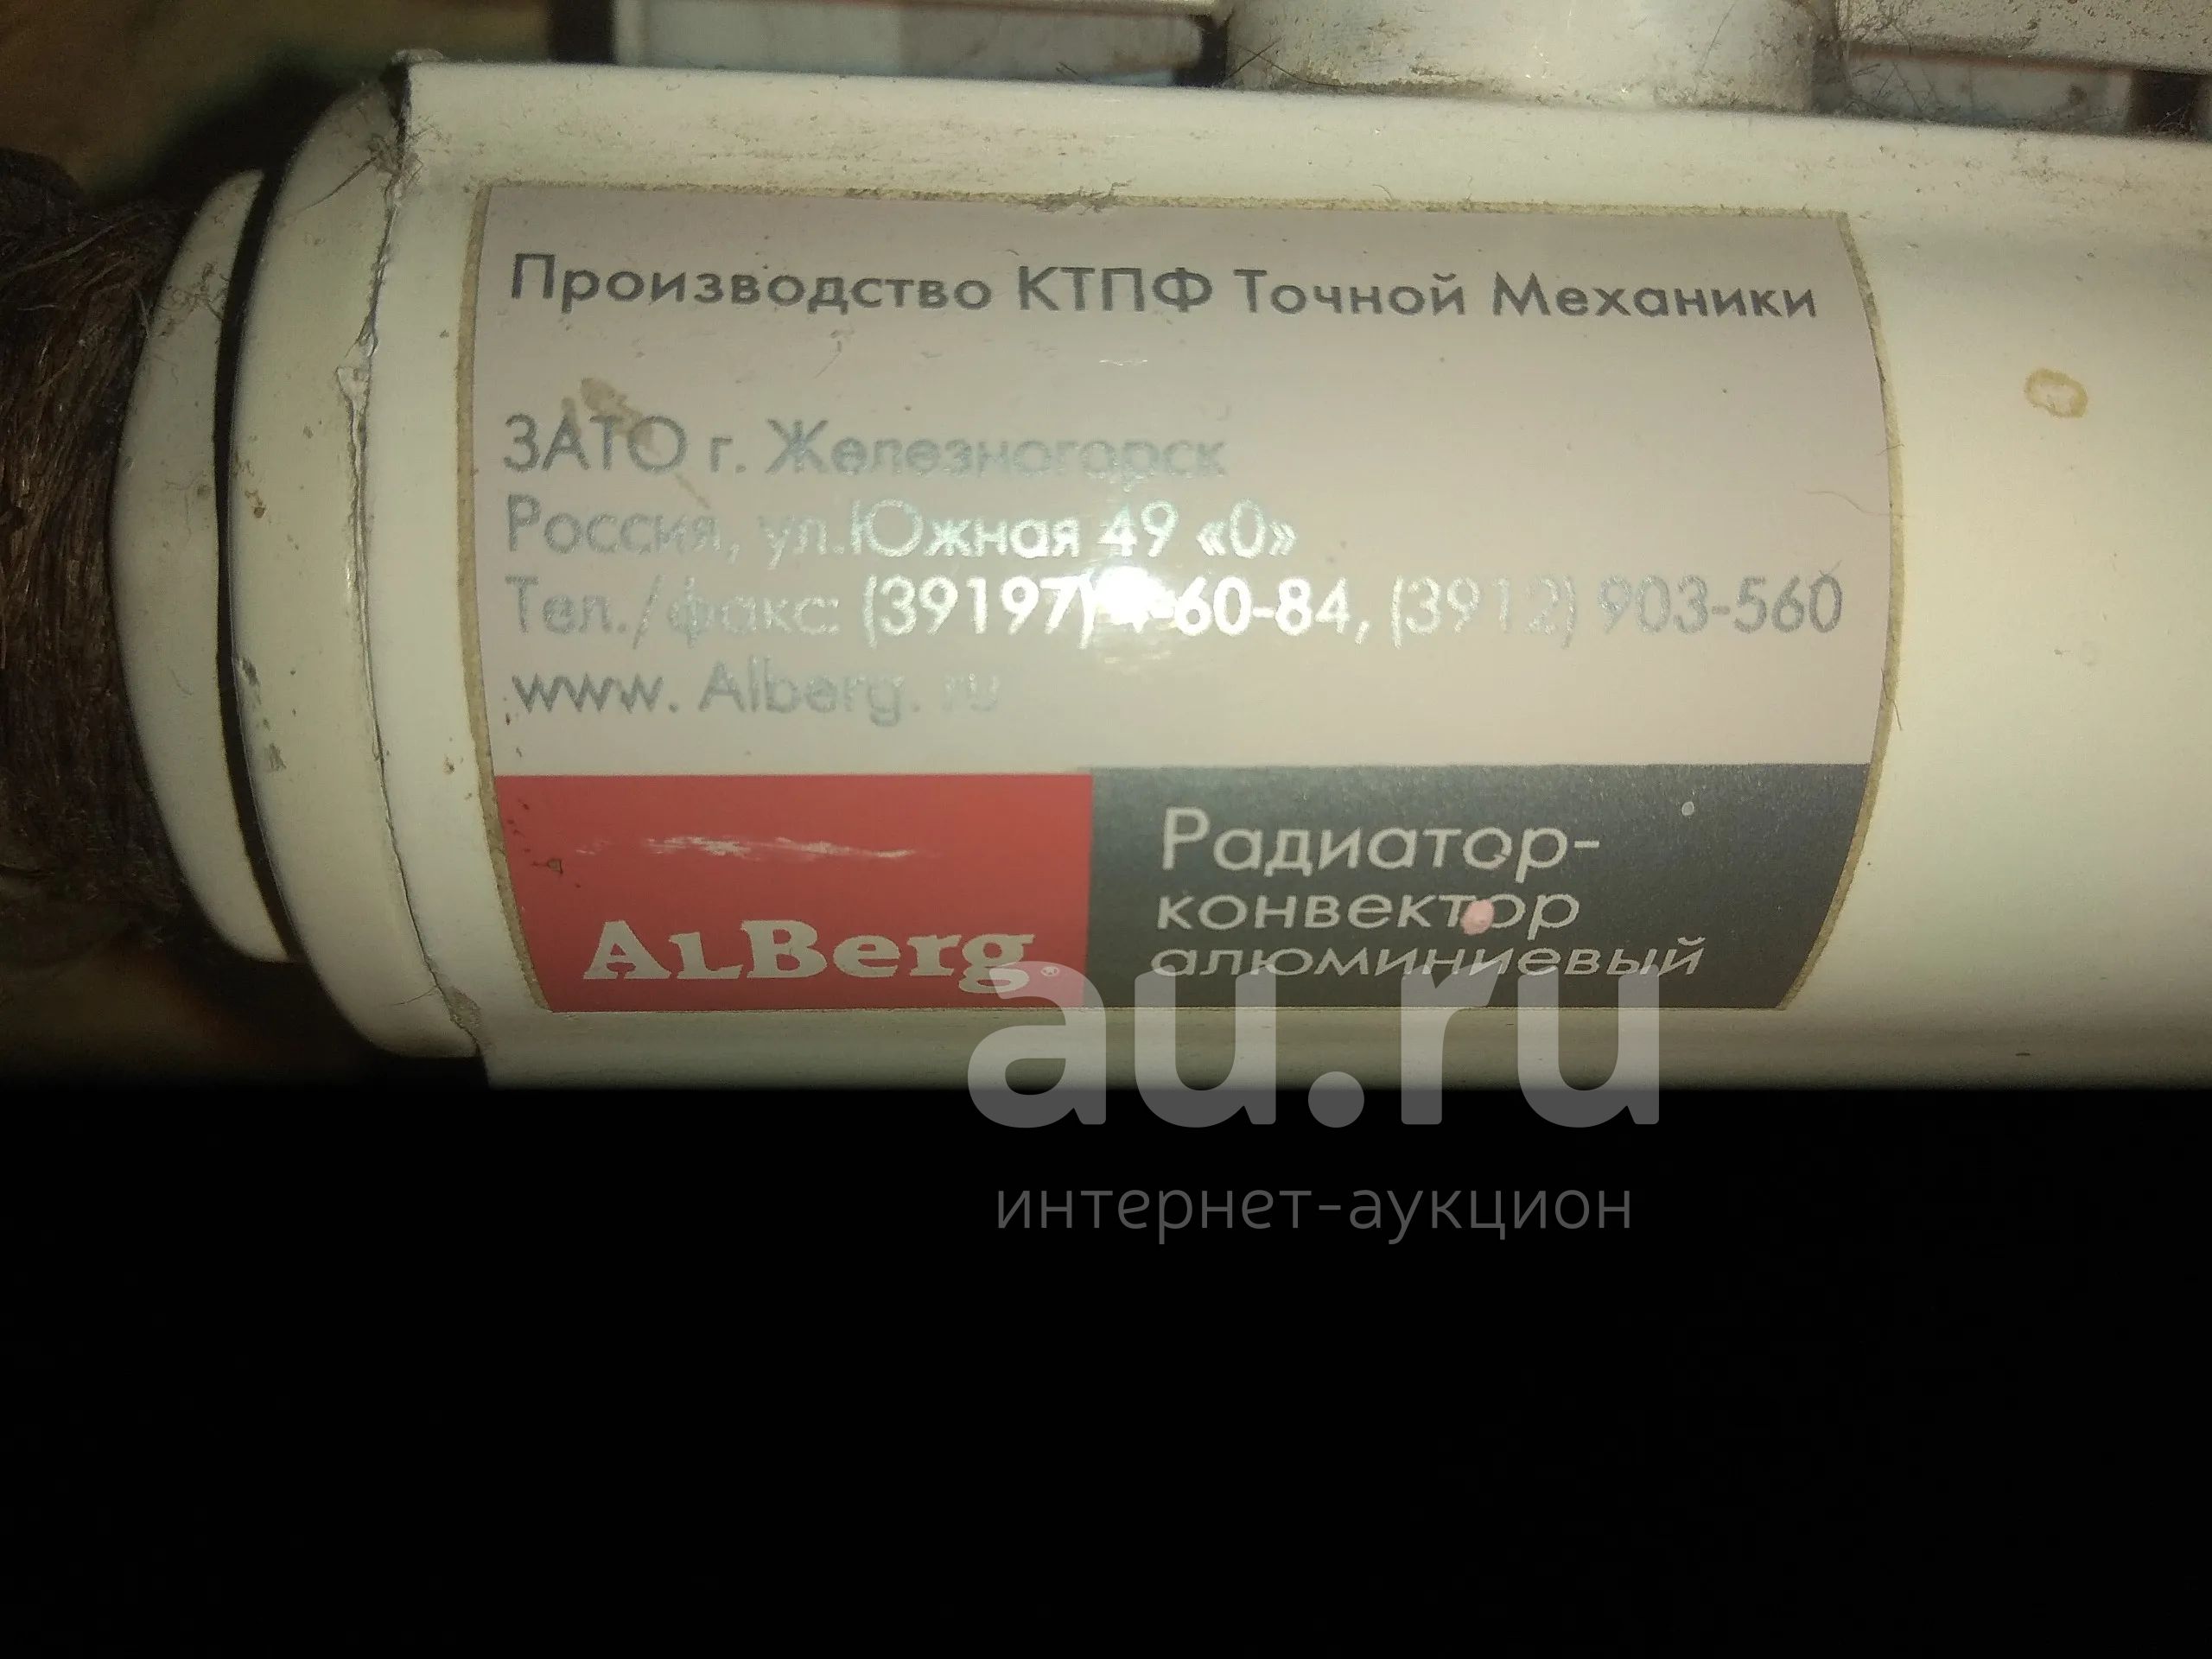 Производство КТПФ Точной Механики
ЗАТО г. Железногорск
Россия, ул.Южная 49 «0»
Тел./факс: (39197) -60-84, (3912) 903-560
www. Alberg. ru
ALBerg®
Радиатор-
конвектор
алюминиевый
au.ru
интернет-аукцион